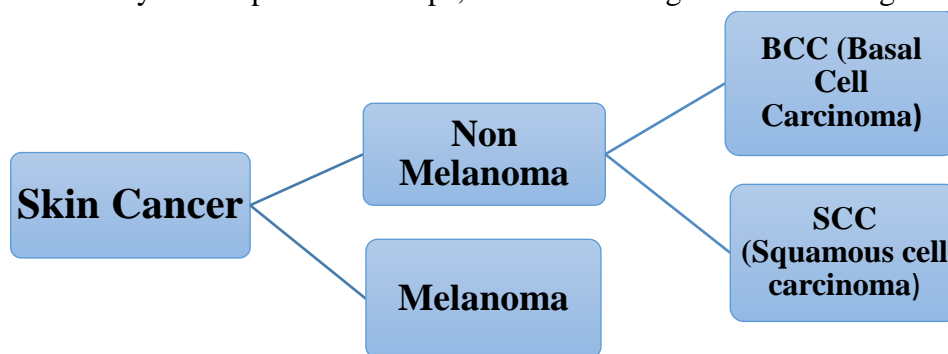 Skin Cancer
Non
Melanoma
Melanoma
BCC (Basal
Cell
Carcinoma)
SCC
(Squamous cell
carcinoma)